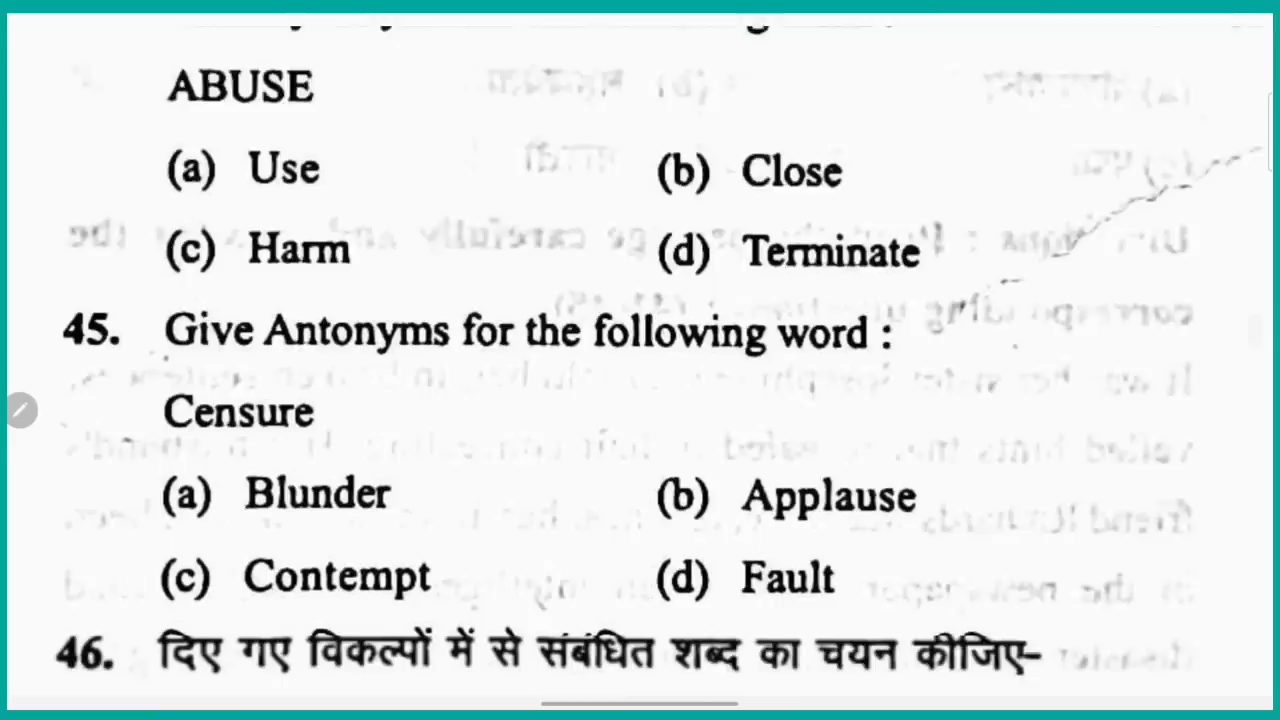 ABUSE
(a) Use (b) Close
(c) Harm (d) Terminate
45. Give Antonyms for the following word :
Censure
(a) Blunder (b) Applause
(c) Contempt (d) Fault
46. दिए गए विकल्पों में से संबंधित शब्द का चयन कीजिए-